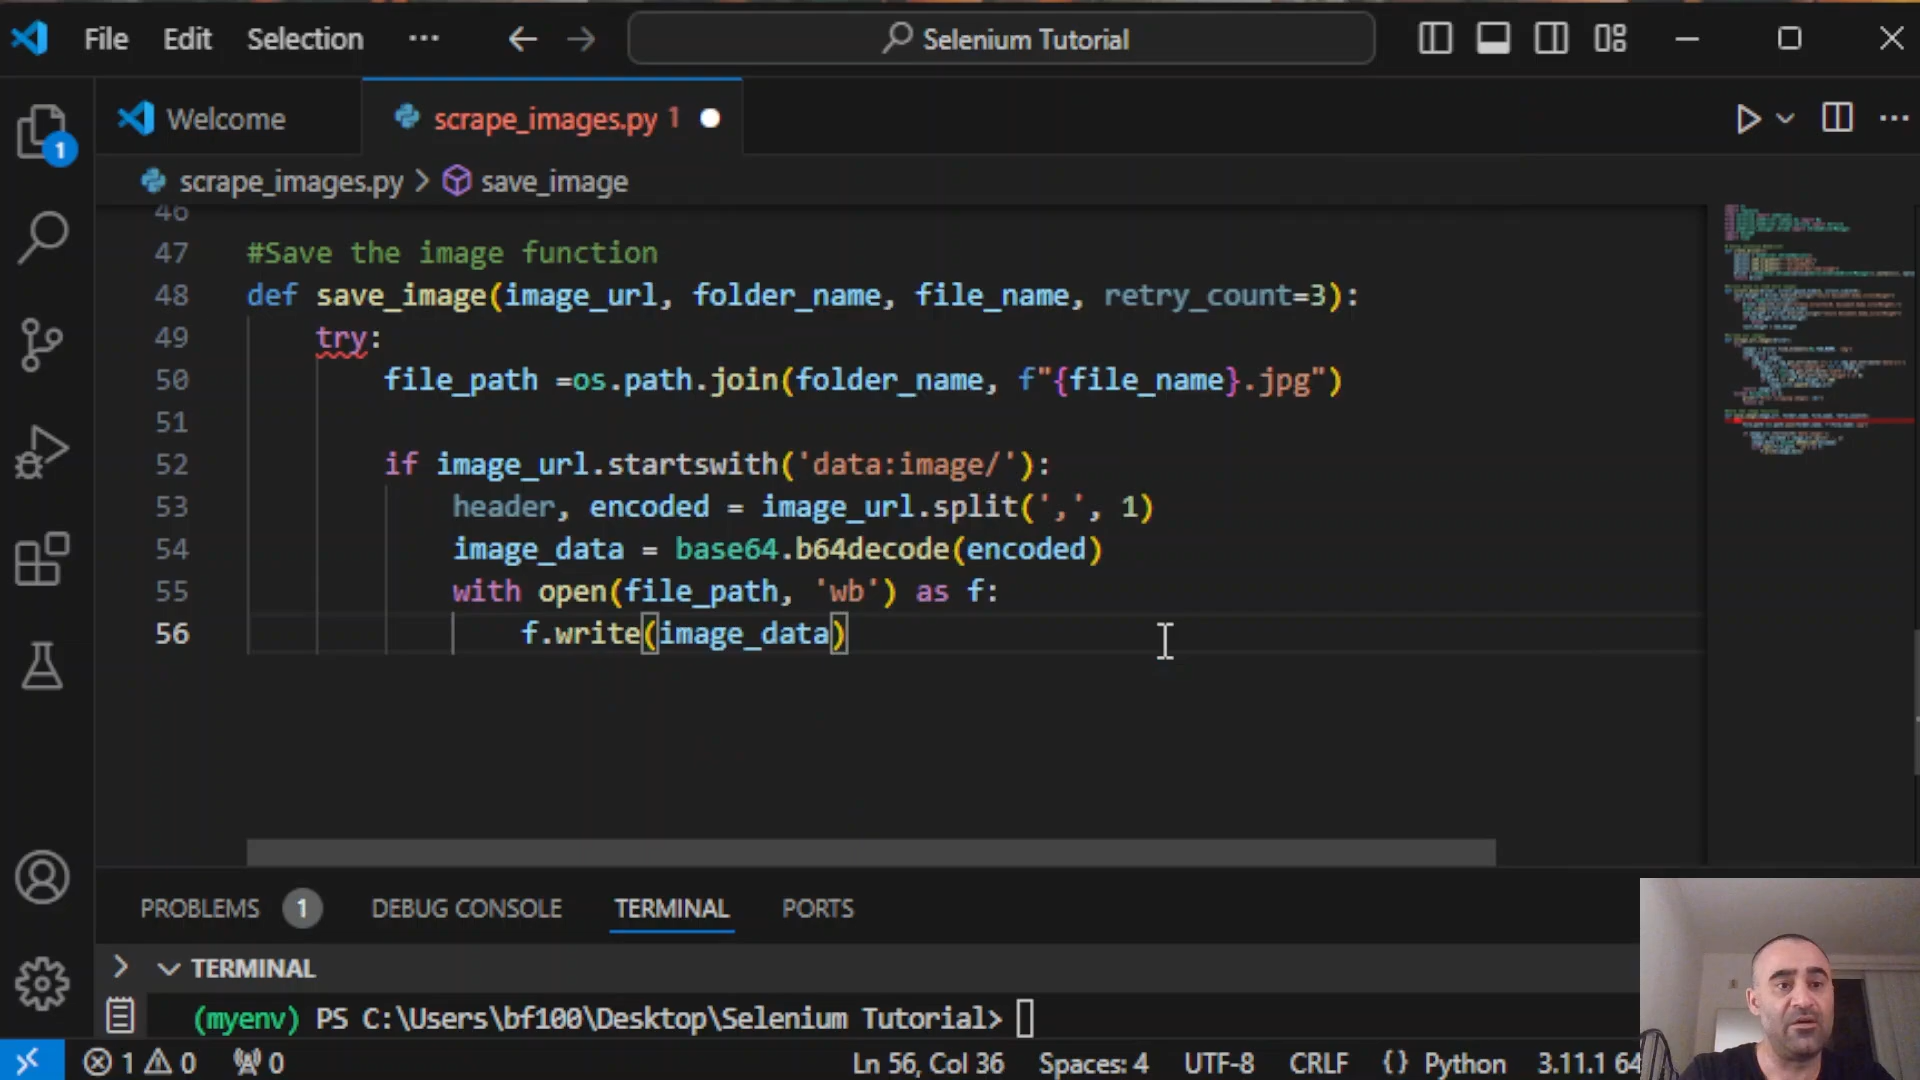 File Edit Selection ··· Selenium Tutorial
Welcome scrape_images.py 1
1
scrape_images.py > save_image
46
47 #Save the image function
48 def save_image(image_url, folder_name, file_name, retry_count=3):
49 try:
50 file_path =os.path.join(folder_name, f"{file_name}.jpg")
51
52 if image_url.startswith('data:image/'):
53 header, encoded = image_url.split(',', 1)
54 image_data = base64.b64decode(encoded)
55 with open(file_path, 'wb') as f:
56 f.write(image_data)
PROBLEMS 1 DEBUG CONSOLE TERMINAL PORTS
TERMINAL
(myenv) PS C:\Users\bf100\Desktop\Selenium Tutorial>
1 0 0 Ln 56, Col 36 Spaces: 4 UTF-8 CRLF {} Python 3.11.1 64